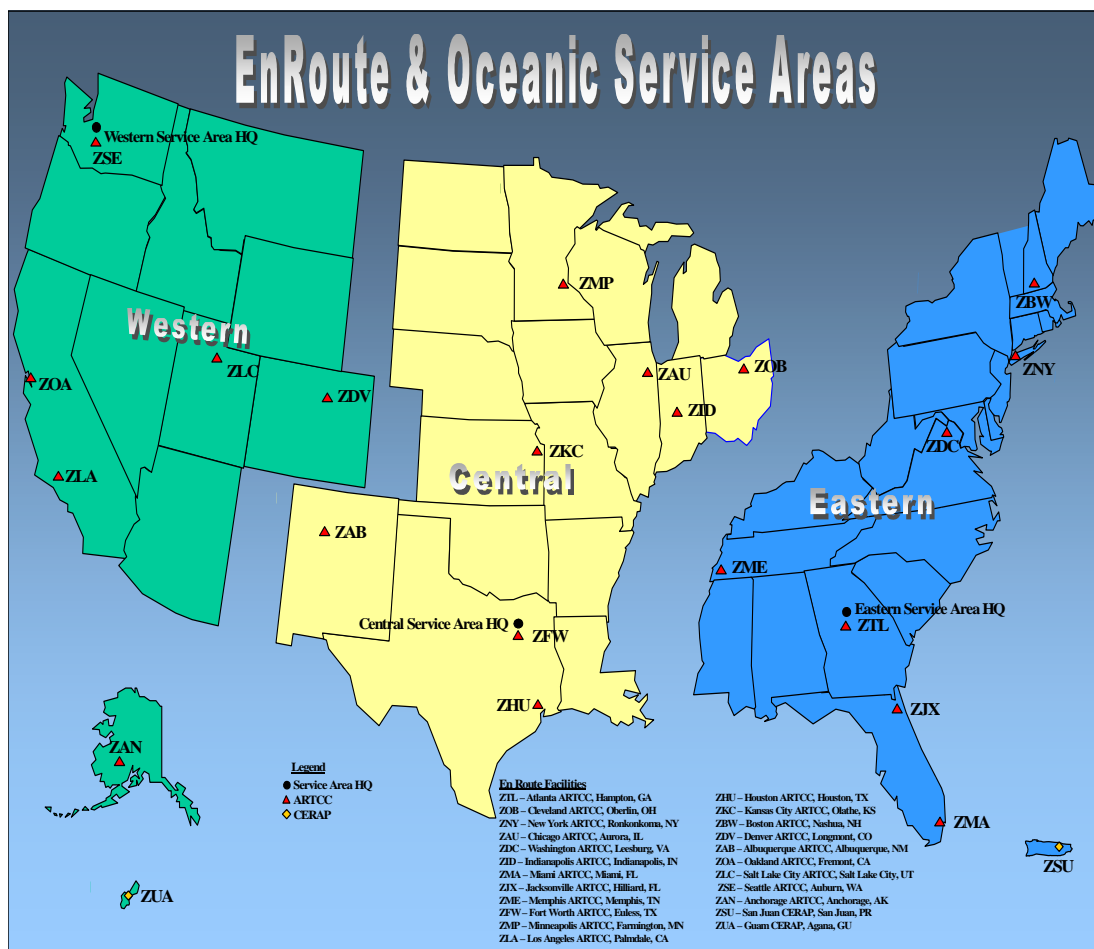 EnRoute & Oceanic Service Areas
Western Service Area HQ
ZSE
ZMP
ZBW
Western
ZLC
ZOA
ZDV
ZAU
ZOB
ZNY
ZID
ZDC
ZKC
ZLA
Central
Eastern
ZAB
ZME
Central Service Area HQ
ZFW
Eastern Service Area HQ
ZTL
ZHU
ZJX
ZAN
ZMA
ZSU
ZUA
Legend
Service Area HQ
ARTCC
CERAP
En Route Facilities
ZTL – Atlanta ARTCC, Hampton, GA
ZOB – Cleveland ARTCC, Oberlin, OH
ZNY – New York ARTCC, Ronkonkoma, NY
ZAU – Chicago ARTCC, Aurora, IL
ZDC – Washington ARTCC, Leesburg, VA
ZID – Indianapolis ARTCC, Indianapolis, IN
ZMA – Miami ARTCC, Miami, FL
ZJX – Jacksonville ARTCC, Hilliard, FL
ZME – Memphis ARTCC, Memphis, TN
ZFW – Fort Worth ARTCC, Euless, TX
ZMP – Minneapolis ARTCC, Farmington, MN
ZLA – Los Angeles ARTCC, Palmdale, CA
ZHU – Houston ARTCC, Houston, TX
ZKC – Kansas City ARTCC, Olathe, KS
ZBW – Boston ARTCC, Nashua, NH
ZDV – Denver ARTCC, Longmont, CO
ZAB – Albuquerque ARTCC, Albuquerque, NM
ZOA – Oakland ARTCC, Fremont, CA
ZLC – Salt Lake City ARTCC, Salt Lake City, UT
ZSE – Seattle ARTCC, Auburn, WA
ZAN – Anchorage ARTCC, Anchorage, AK
ZSU – San Juan CERAP, San Juan, PR
ZUA – Guam CERAP, Agana, GU